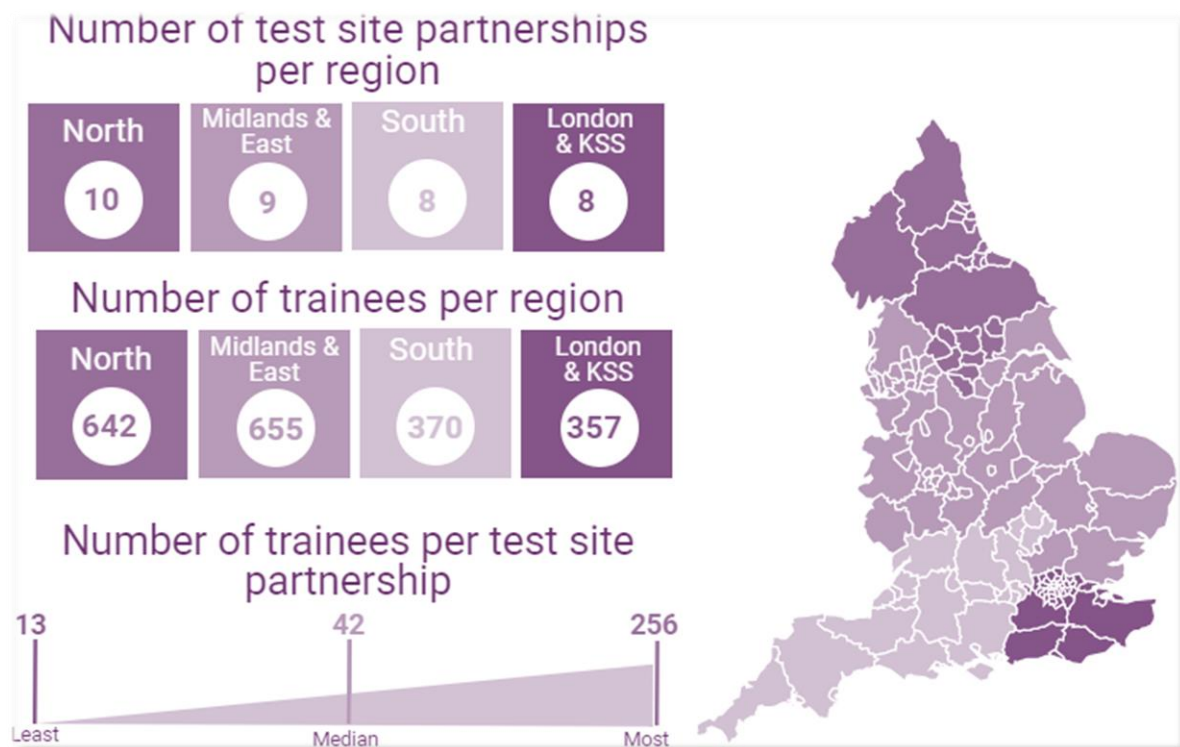 Number of test site partnerships
per region
North
10
Midlands &
East
9
South
8
London
& KSS
8
Number of trainees per region
North
642
Midlands &
East
655
South
370
London
& KSS
357
Number of trainees per test site
partnership
13
42
256
Least
Median
Most